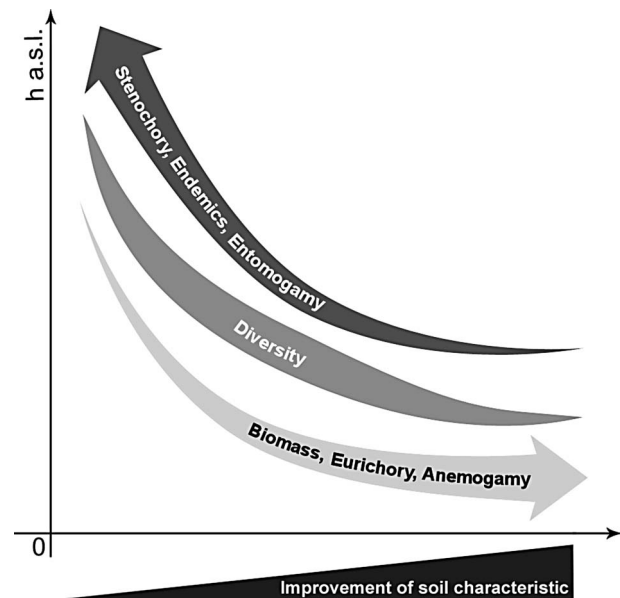 h a.s.l.
Stenochory, Endemics, Entomogamy
Diversity
Biomass, Eurichory, Anemogamy
0
Improvement of soil characteristic